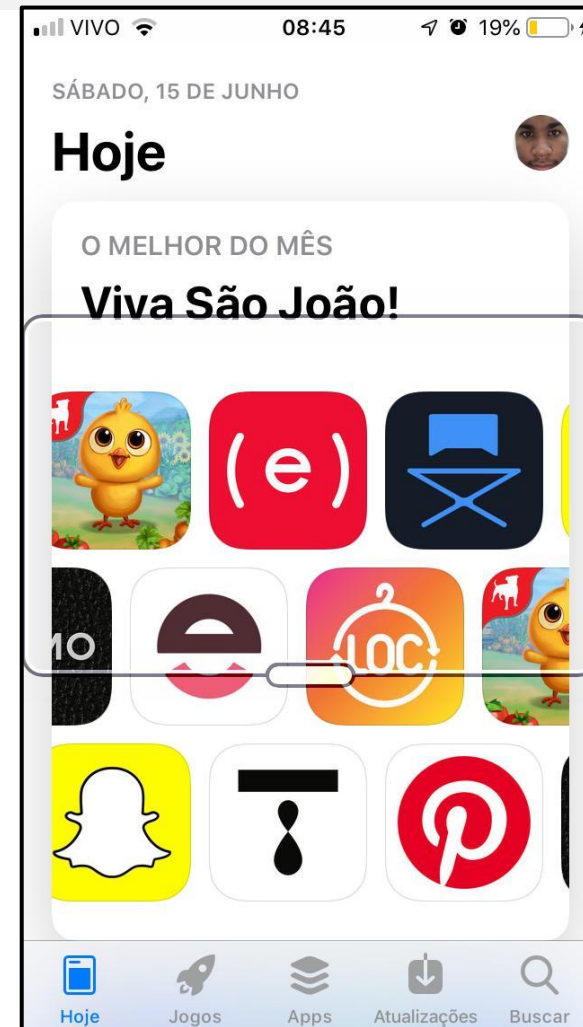 VIVO 08:45 19%
SÁBADO, 15 DE JUNHO
Hoje
O MELHOR DO MÊS
Viva São João!
(e)
MO
e
LOC
Hoje Jogos Apps Atualizações Buscar